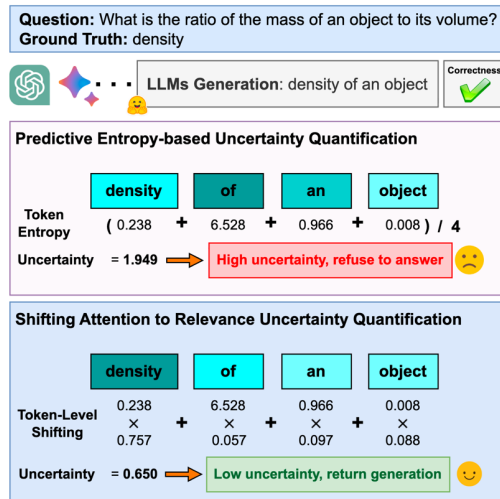 Question: What is the ratio of the mass of an object to its volume?
Ground Truth: density
LLMs Generation: density of an object
Correctness
Predictive Entropy-based Uncertainty Quantification
density of an object
Token Entropy ( 0.238 + 6.528 + 0.966 + 0.008 ) / 4
Uncertainty = 1.949 High uncertainty, refuse to answer
Shifting Attention to Relevance Uncertainty Quantification
density of an object
0.238 6.528 0.966 0.008
Token-Level Shifting × + × + × + ×
0.757 0.057 0.097 0.088
Uncertainty = 0.650 Low uncertainty, return generation